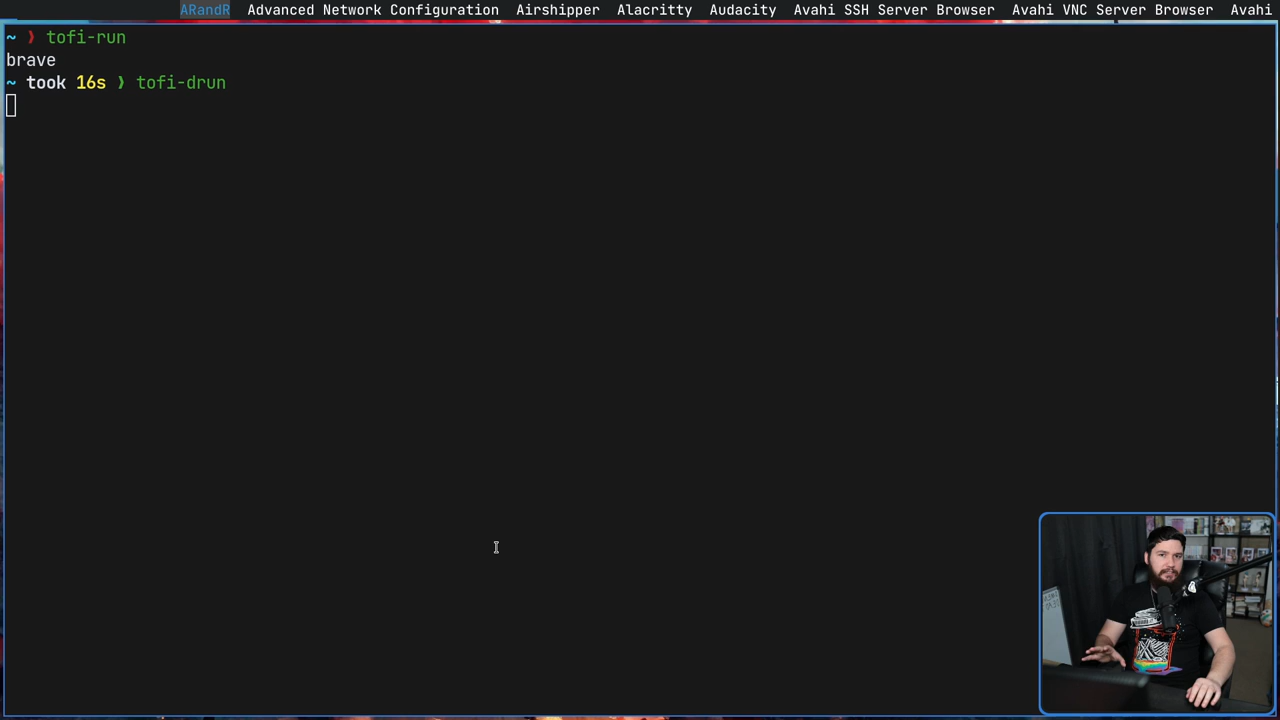 ARandR Advanced Network Configuration Airshipper Alacritty Audacity Avahi SSH Server Browser Avahi VNC Server Browser Avahi
~ ❯ tofi-run
brave
~ took 16s ❯ tofi-drun